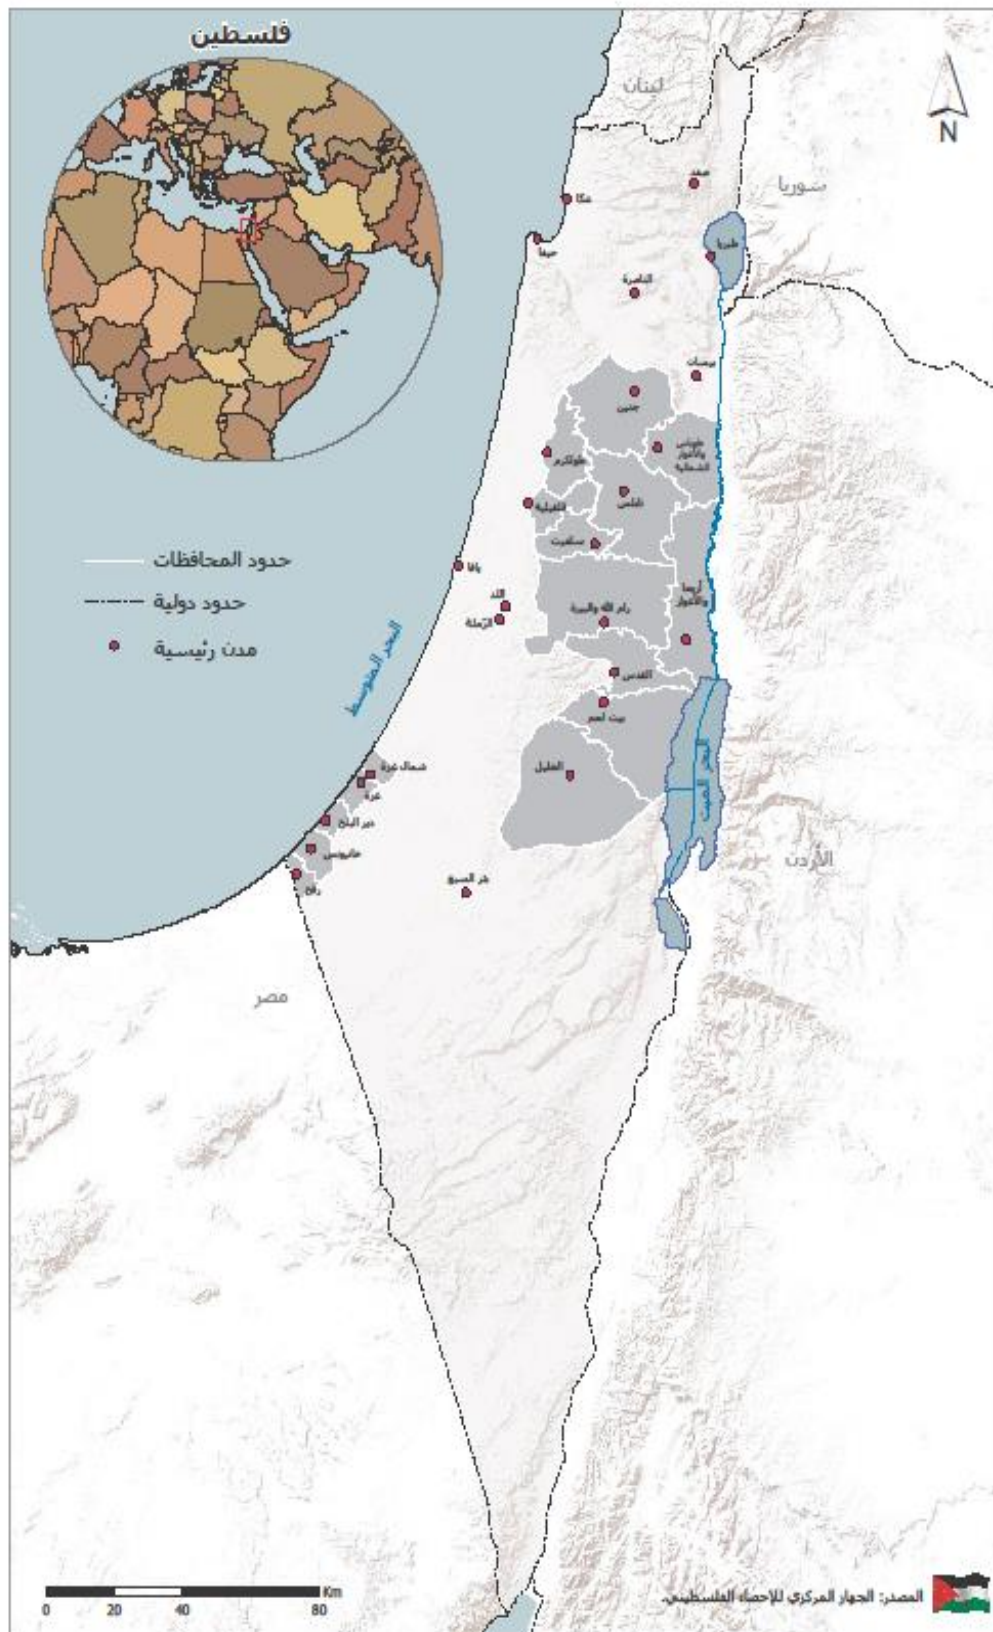 فلسطين
N
لبنان
سوريا
صفد
عكا
طبريا
حيفا
الناصرة
بيسان
جنين
طوباس
والأغوار
الشمالية
طولكرم
نابلس
قلقيلية
سلفيت
حدود المحافظات
حدود دولية
مدن رئيسية
يافا
أريحا
والأغوار
اللد
الرملة
رام الله والبيرة
القدس
البحر المتوسط
بيت لحم
البحر الميت
الخليل
شمال غزة
غزة
دير البلح
خانيونس
رفح
بئر السبع
الأردن
مصر
Km
0 20 40 80
المصدر: الجهاز المركزي للإحصاء الفلسطيني.